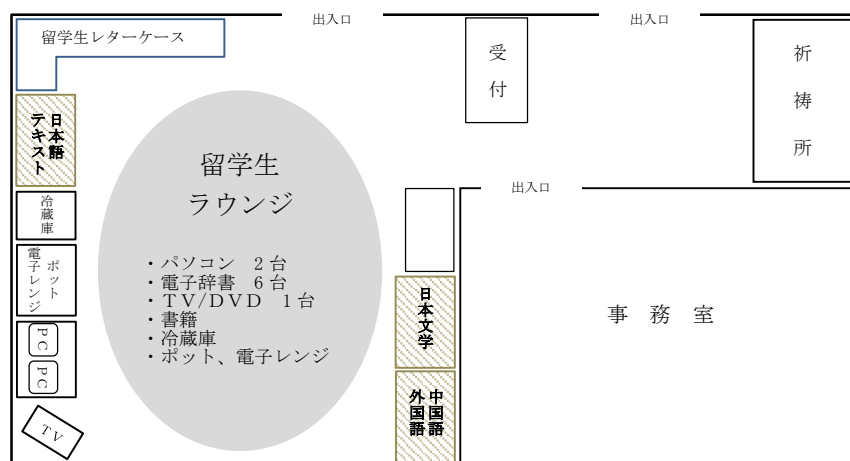 出入口
出入口
留学生レターケース
受付
祈祷所
日本語
テキスト
留学生
ラウンジ
出入口
冷蔵庫
ポット
電子レンジ
・パソコン 2台
・電子辞書 6台
・TV/DVD 1台
・書籍
・冷蔵庫
・ポット、電子レンジ
日本文学
事務室
PC
PC
中国語
外国語
TV